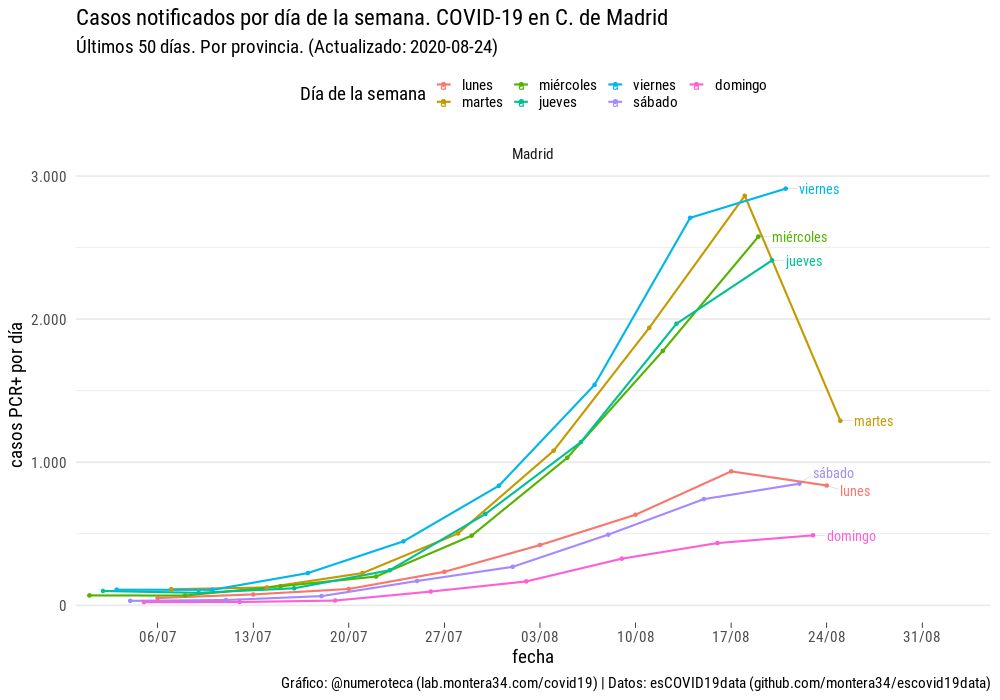 Casos notificados por día de la semana. COVID-19 en C. de Madrid
Últimos 50 días. Por provincia. (Actualizado: 2020-08-24)
Día de la semana
lunes miércoles viernes domingo
martes jueves sábado
Madrid
3.000
2.000
1.000
0
casos PCR+ por día
viernes
miércoles
jueves
martes
sábado
lunes
domingo
06/07 13/07 20/07 27/07 03/08 10/08 17/08 24/08 31/08
fecha
Gráfico: @numeroteca (lab.montera34.com/covid19) | Datos: esCOVID19data (github.com/montera34/escovid19data)